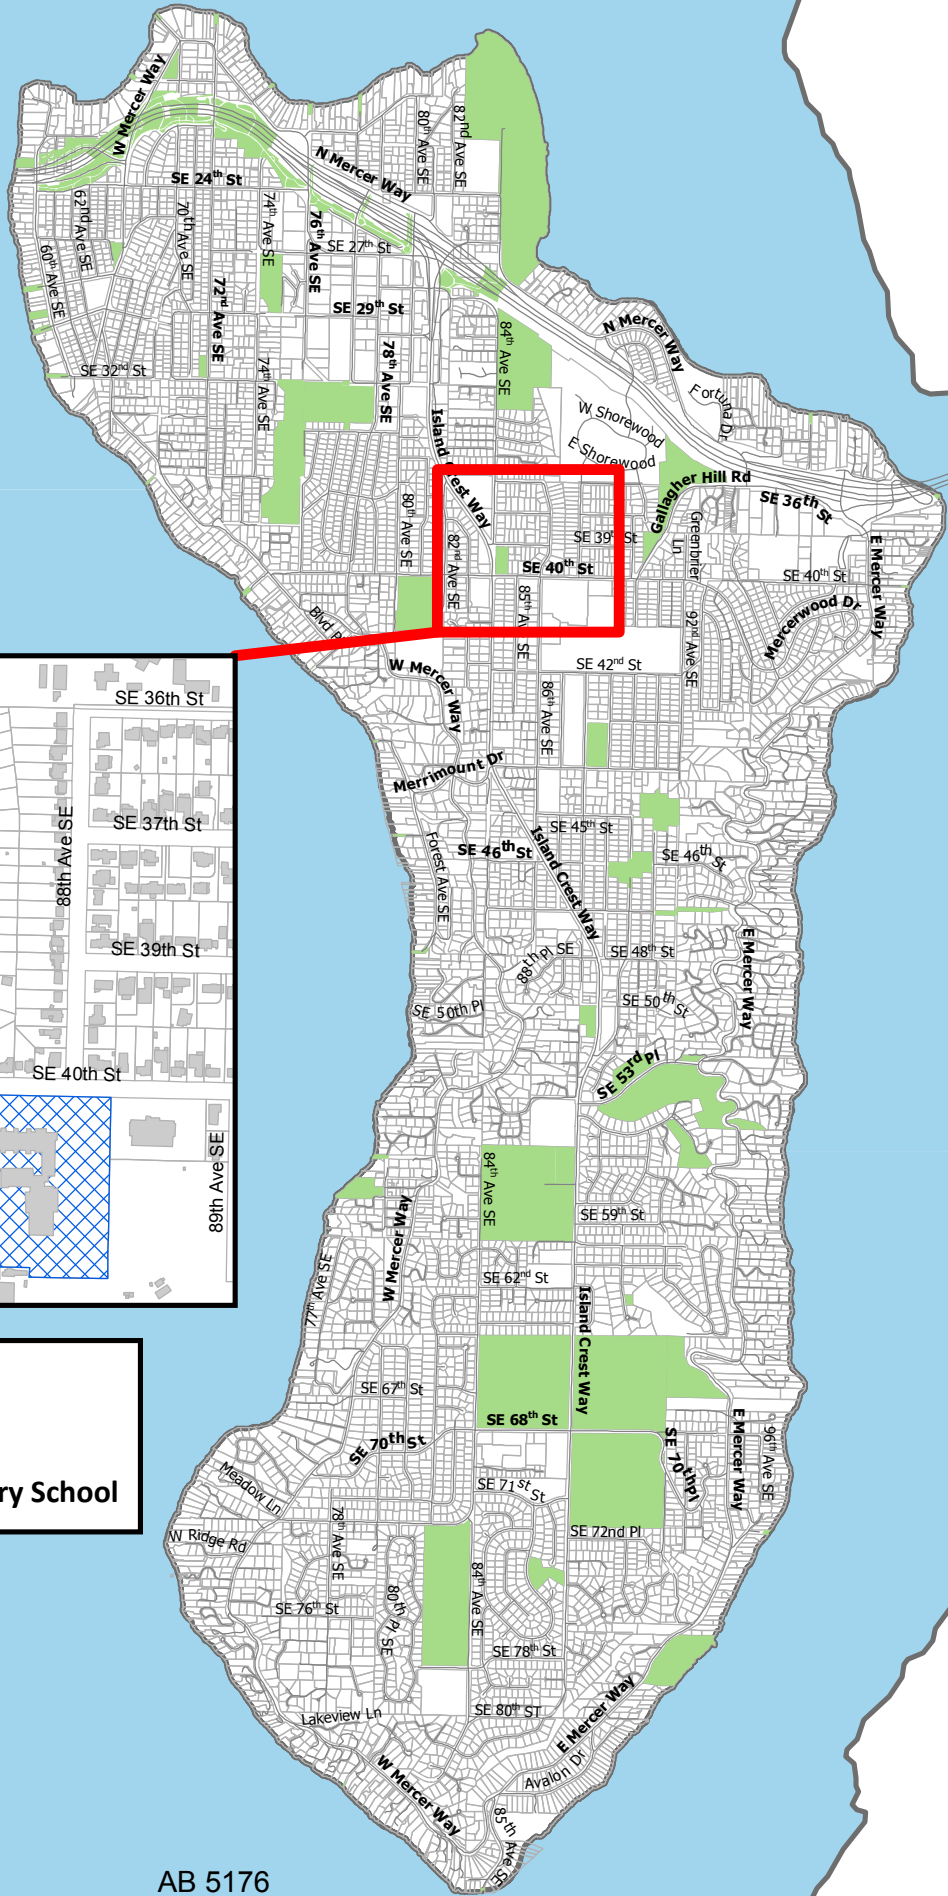 W Mercer Way
80th Ave SE
82nd Ave SE
N Mercer Way
SE 24th St
62nd Ave SE
70th Ave SE
74th Ave SE
76th Ave SE
SE 27th St
60th Ave SE
72nd Ave SE
SE 29th St
84th Ave SE
N Mercer Way
78th Ave SE
SE 32nd St
74th Ave SE
Fortuna Dr
W Shorewood
E Shorewood
Island Crest Way
Gallagher Hill Rd
SE 36th St
80th Ave SE
82nd Ave SE
SE 39th St
Greenbrier Ln
E Mercer Way
SE 40th St
SE 40th St
85th Ave SE
92nd Ave SE
Mercerwood Dr
Blvd P
SE 42nd St
W Mercer Way
86th Ave SE
Merrimount Dr
SE 36th St
SE 37th St
88th Ave SE
SE 39th St
SE 40th St
89th Ave SE
SE 45th St
SE 46th St
SE 46th St
Forest Ave SE
Island Crest Way
88th Pl SE
SE 48th St
E Mercer Way
SE 50th Pl
SE 50th St
SE 53rd Pl
84th Ave SE
W Mercer Way
SE 59th St
77th Ave SE
SE 62nd St
Island Crest Way
SE 67th St
SE 68th St
SE 70th St
SE 70th Pl
E Mercer Way
96th Ave SE
Meadow Ln
SE 71st St
ry School
N Ridge Rd
78th Ave SE
SE 72nd Pl
SE 76th St
80th Pl SE
84th Ave SE
SE 78th St
Lakeview Ln
SE 80th ST
E Mercer Way
W Mercer Way
Avalon Dr
85th Ave SE
AB 5176